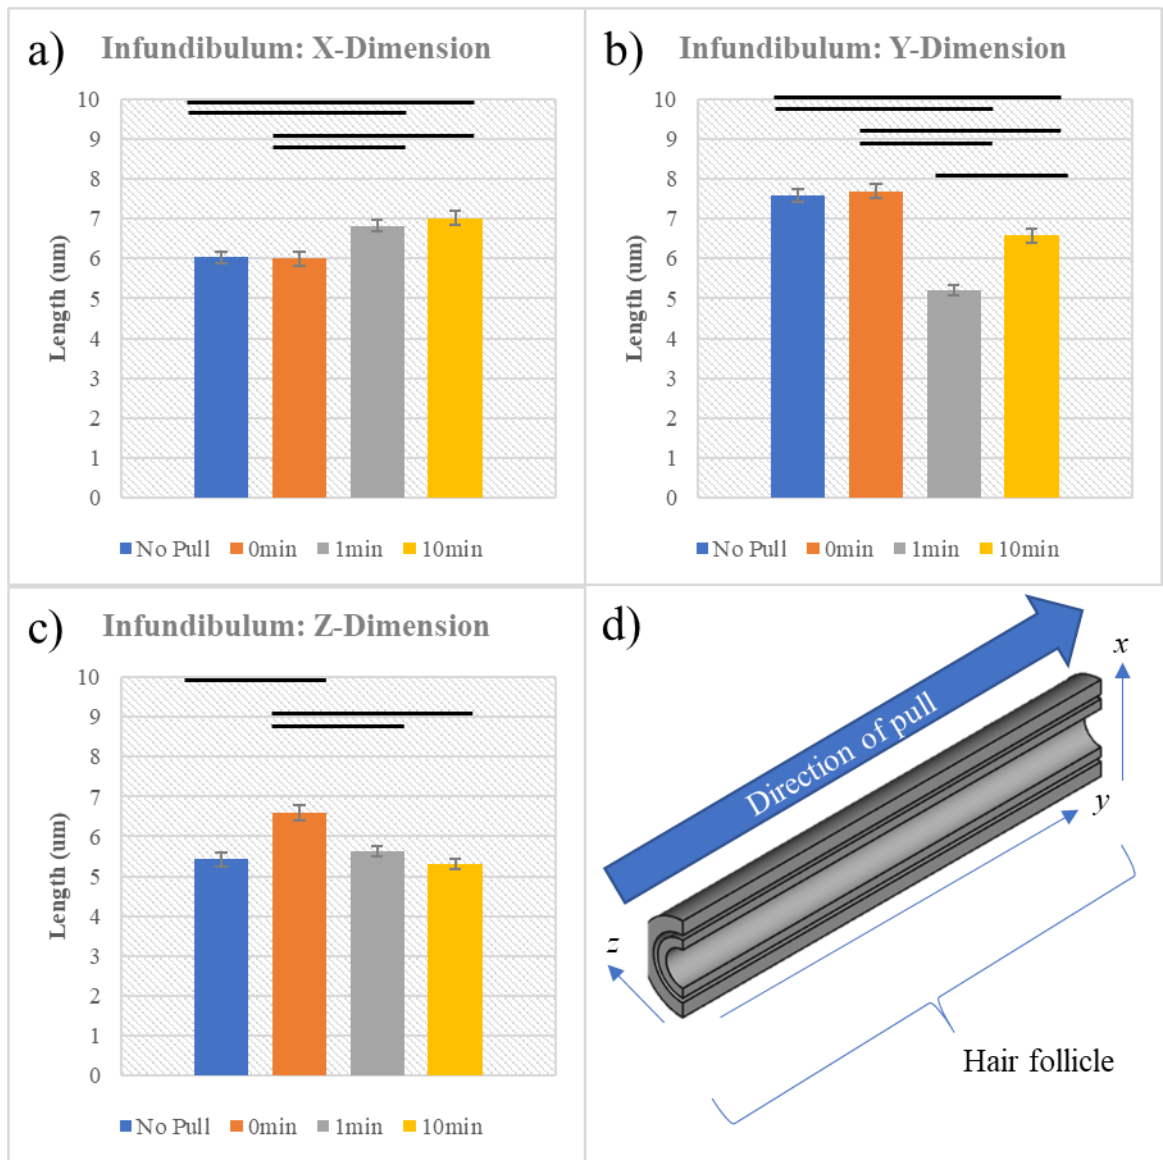 a) Infundibulum: X-Dimension
Length (um)
10
9
8
7
6
5
4
3
2
1
0
No Pull 0min 1min 10min
b) Infundibulum: Y-Dimension
Length (um)
10
9
8
7
6
5
4
3
2
1
0
No Pull 0min 1min 10min
c) Infundibulum: Z-Dimension
Length (um)
10
9
8
7
6
5
4
3
2
1
0
No Pull 0min 1min 10min
d)
Direction of pull
x
y
z
Hair follicle